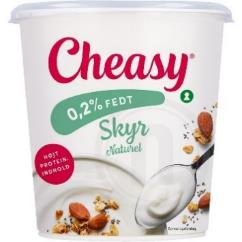 Cheasy®
0,2% FEDT
Skyr
Naturel
HØJT
PROTEIN-
INDHOLD